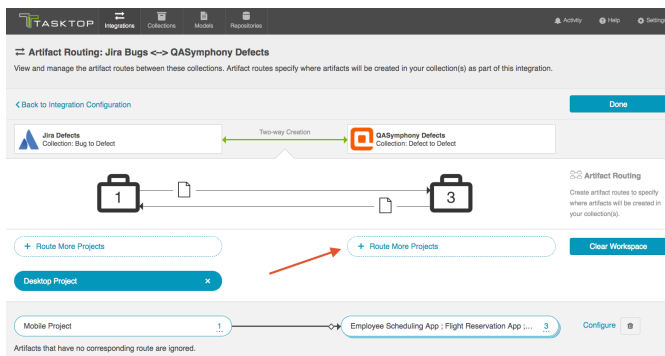 TASKTOP
Integrations
Collections
Models
Repositories
Activity
Help
Settings
Artifact Routing: Jira Bugs <--> QASymphony Defects
View and manage the artifact routes between these collections. Artifact routes specify where artifacts will be created in your collection(s) as part of this integration.
Back to Integration Configuration
Done
Jira Defects
Collection: Bug to Defect
Two-way Creation
QASymphony Defects
Collection: Defect to Defect
1
3
Artifact Routing
Create artifact routes to specify
where artifacts will be created in
your collection(s).
+ Route More Projects
+ Route More Projects
Clear Workspace
Desktop Project ×
Mobile Project 1
Employee Scheduling App ; Flight Reservation App ;... 3
Configure
Artifacts that have no corresponding route are ignored.